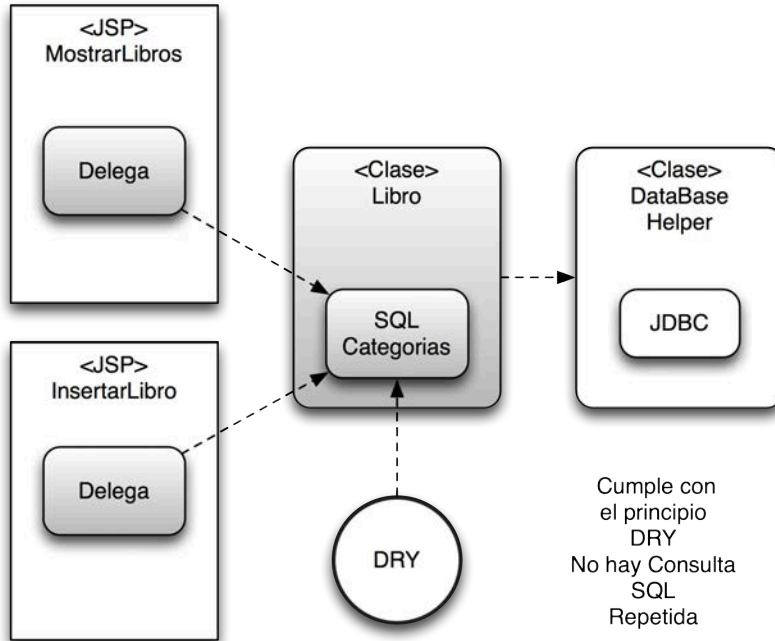 <JSP>
MostrarLibros
Delega
<Clase>
Libro
SQL
Categorias
<Clase>
DataBase
Helper
JDBC
<JSP>
InsertarLibro
Delega
DRY
Cumple con
el principio
DRY
No hay Consulta
SQL
Repetida